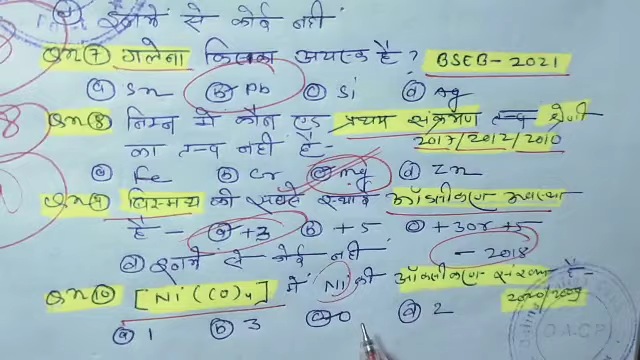 (d) इनमें से कोई नहीं
Qn (7) गलेना किसका अयस्क है? BSEB - 2021
(a) Sn (b) Pb (c) Si (d) Ag
Qn (8) निम्न में कौन एक प्रथम संक्रमण तत्व श्रेणी
का तत्व नहीं है - 2017/2012/2010
(a) Fe (b) Cr (c) Mg (d) Zn
Qn (9) विस्मथ की सबसे स्थायी ऑक्सीकरण अवस्था
है - (a) +3 (b) +5 (c) +3 or +5
(d) इनमें से कोई नहीं - 2018
Qn (10) [Ni(CO)4] में Ni की ऑक्सीकरण है -
2020/2009
(a) 1 (b) 3 (c) 0 (d) 2